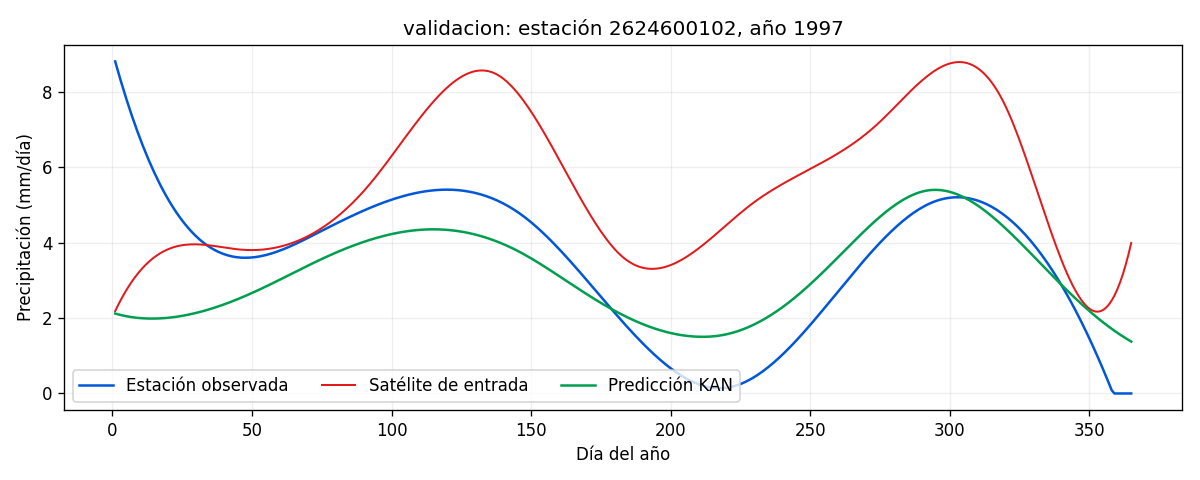 validacion: estación 2624600102, año 1997
Precipitación (mm/día)
8
6
4
2
0
Estación observada
Satélite de entrada
Predicción KAN
0 50 100 150 200 250 300 350
Día del año